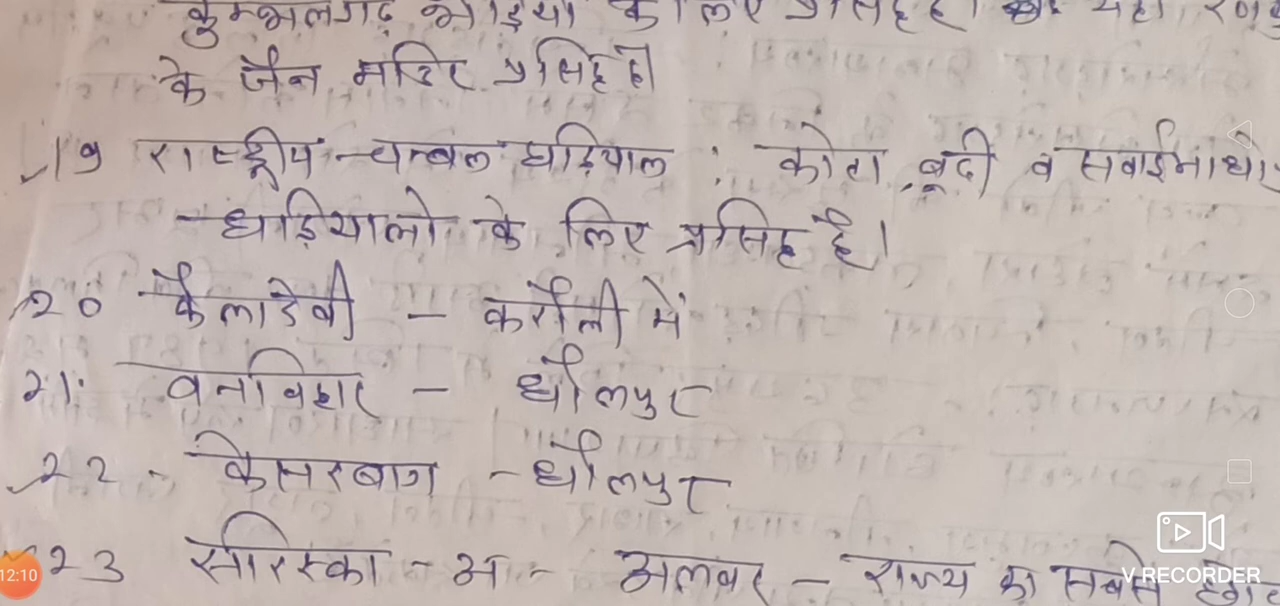 कुम्भलगढ़ भेड़ियो के लिए प्रसिद्ध है। यहा
के जैन मंदिर प्रसिद्ध है।
19 राष्ट्रीय चम्बल घड़ियाल : कोटा, बूंदी व सवाईमाधो
घड़ियालो के लिए प्रसिद्ध है।
20 कैलादेवी - करौली में
21. वनविहार - धौलपुर
22 - केसरबाग - धौलपुर
23 सरिस्का - अ - अलवर - राज्य का सबसे
12:10
V RECORDER